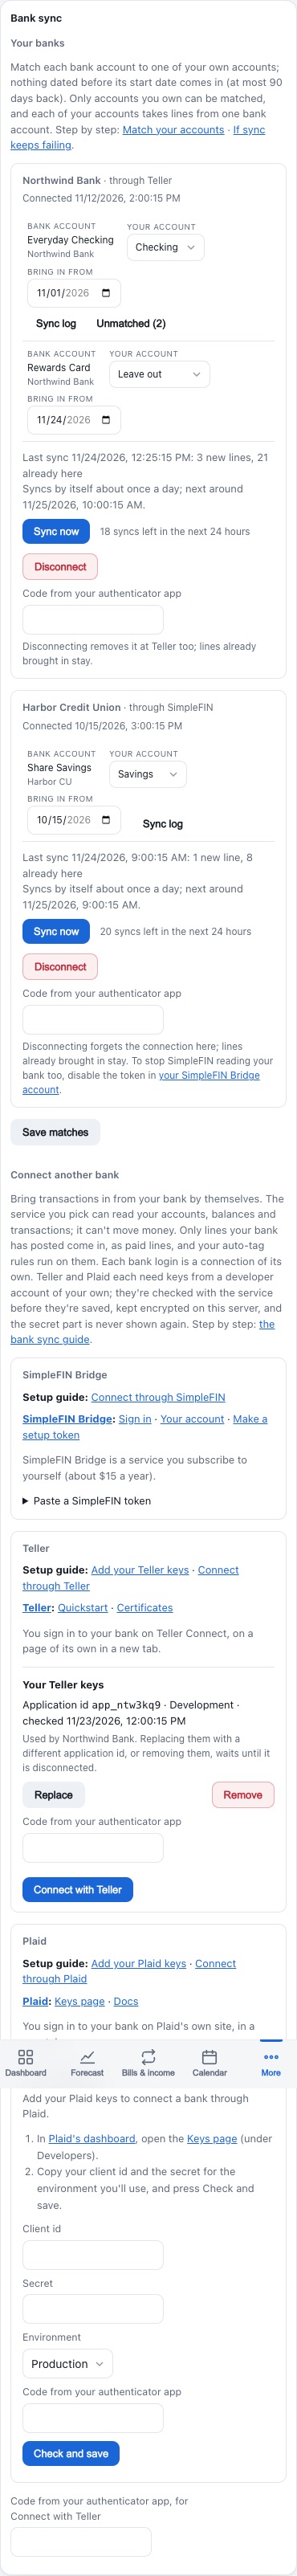 Bank sync
Your banks
Match each bank account to one of your own accounts;
nothing dated before its start date comes in (at most 90
days back). Only accounts you own can be matched,
and each of your accounts takes lines from one bank
account. Step by step: Match your accounts · If sync
keeps failing.
Northwind Bank · through Teller
Connected 11/12/2026, 2:00:15 PM
BANK ACCOUNT YOUR ACCOUNT
Everyday Checking Checking
Northwind Bank
BRING IN FROM
11/01/2026
Sync log Unmatched (2)
BANK ACCOUNT YOUR ACCOUNT
Rewards Card Leave out
Northwind Bank
BRING IN FROM
11/24/2026
Last sync 11/24/2026, 12:25:15 PM: 3 new lines, 21
already here
Syncs by itself about once a day; next around
11/25/2026, 10:00:15 AM.
Sync now 18 syncs left in the next 24 hours
Disconnect
Code from your authenticator app
Disconnecting removes it at Teller too; lines already
brought in stay.
Harbor Credit Union · through SimpleFIN
Connected 10/15/2026, 3:00:15 PM
BANK ACCOUNT YOUR ACCOUNT
Share Savings Savings
Harbor CU
BRING IN FROM
10/15/2026 Sync log
Last sync 11/24/2026, 9:00:15 AM: 1 new line, 8
already here
Syncs by itself about once a day; next around
11/25/2026, 9:00:15 AM.
Sync now 20 syncs left in the next 24 hours
Disconnect
Code from your authenticator app
Disconnecting forgets the connection here; lines
already brought in stay. To stop SimpleFIN reading your
bank too, disable the token in your SimpleFIN Bridge
account.
Save matches
Connect another bank
Bring transactions in from your bank by themselves. The
service you pick can read your accounts, balances and
transactions; it can't move money. Only lines your bank
has posted come in, as paid lines, and your auto-tag
rules run on them. Each bank login is a connection of its
own. Teller and Plaid each need keys from a developer
account of your own; they're checked with the service
before they're saved, kept encrypted on this server, and
the secret part is never shown again. Step by step: the
bank sync guide.
SimpleFIN Bridge
Setup guide: Connect through SimpleFIN
SimpleFIN Bridge: Sign in · Your account · Make a
setup token
SimpleFIN Bridge is a service you subscribe to
yourself (about $15 a year).
Paste a SimpleFIN token
Teller
Setup guide: Add your Teller keys · Connect
through Teller
Teller: Quickstart · Certificates
You sign in to your bank on Teller Connect, on a
page of its own in a new tab.
Your Teller keys
Application id app_ntw3kq9 · Development ·
checked 11/23/2026, 12:00:15 PM
Used by Northwind Bank. Replacing them with a
different application id, or removing them, waits until it
is disconnected.
Replace Remove
Code from your authenticator app
Connect with Teller
Plaid
Setup guide: Add your Plaid keys · Connect
through Plaid
Plaid: Keys page · Docs
You sign in to your bank on Plaid's own site, in a
Dashboard Forecast Bills & income Calendar More
Add your Plaid keys to connect a bank through
Plaid.
1. In Plaid's dashboard, open the Keys page (under
Developers).
2. Copy your client id and the secret for the
environment you'll use, and press Check and
save.
Client id
Secret
Environment
Production
Code from your authenticator app
Check and save
Code from your authenticator app, for
Connect with Teller